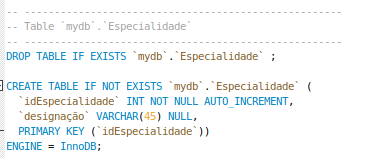 -- -----------------------------------------------------
-- Table `mydb`.`Especialidade`
-- -----------------------------------------------------
DROP TABLE IF EXISTS `mydb`.`Especialidade` ;
CREATE TABLE IF NOT EXISTS `mydb`.`Especialidade` (
`idEspecialidade` INT NOT NULL AUTO_INCREMENT,
`designação` VARCHAR(45) NULL,
PRIMARY KEY (`idEspecialidade`))
ENGINE = InnoDB;